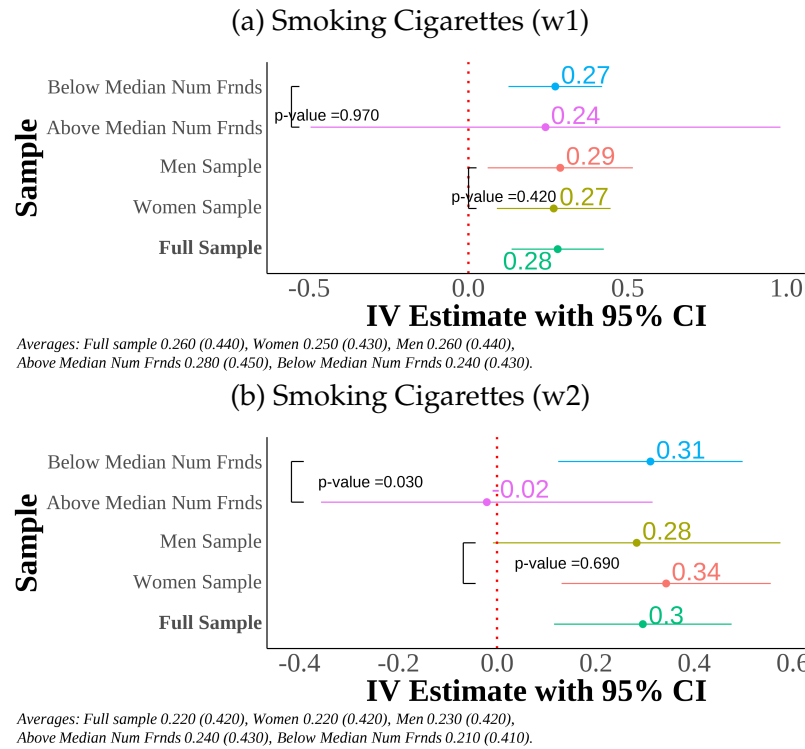 (a) Smoking Cigarettes (w1)
Below Median Num Frnds
0.27
p-value =0.970
Above Median Num Frnds
0.24
Men Sample
0.29
p-value =0.420
Women Sample
0.27
Full Sample
0.28
Sample
-0.5 0.0 0.5 1.0
IV Estimate with 95% CI
Averages: Full sample 0.260 (0.440), Women 0.250 (0.430), Men 0.260 (0.440),
Above Median Num Frnds 0.280 (0.450), Below Median Num Frnds 0.240 (0.430).
(b) Smoking Cigarettes (w2)
Below Median Num Frnds
0.31
p-value =0.030
Above Median Num Frnds
-0.02
Men Sample
0.28
p-value =0.690
Women Sample
0.34
Full Sample
0.3
Sample
-0.4 -0.2 0.0 0.2 0.4
IV Estimate with 95% CI
Averages: Full sample 0.220 (0.420), Women 0.220 (0.420), Men 0.230 (0.420),
Above Median Num Frnds 0.240 (0.430), Below Median Num Frnds 0.210 (0.410).